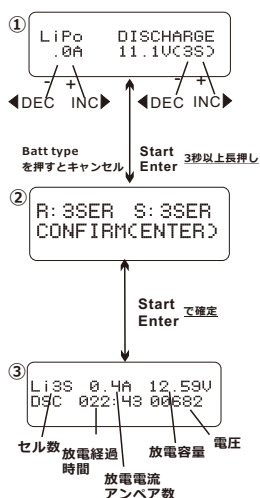 ①
LiPo DISCHARGE
.0A 11.1V(3S)
- + - +
◀DEC INC▶ ◀DEC INC▶
Batt type
を押すとキャンセル
Start
Enter 3秒以上長押し
②
R: 3SER S: 3SER
CONFIRM(ENTER)
Start
Enter で確定
③
Li3S 0.4A 12.59V
DSC 022:43 00682
セル数
放電経過
時間
放電電流
アンペア数
放電容量
電圧